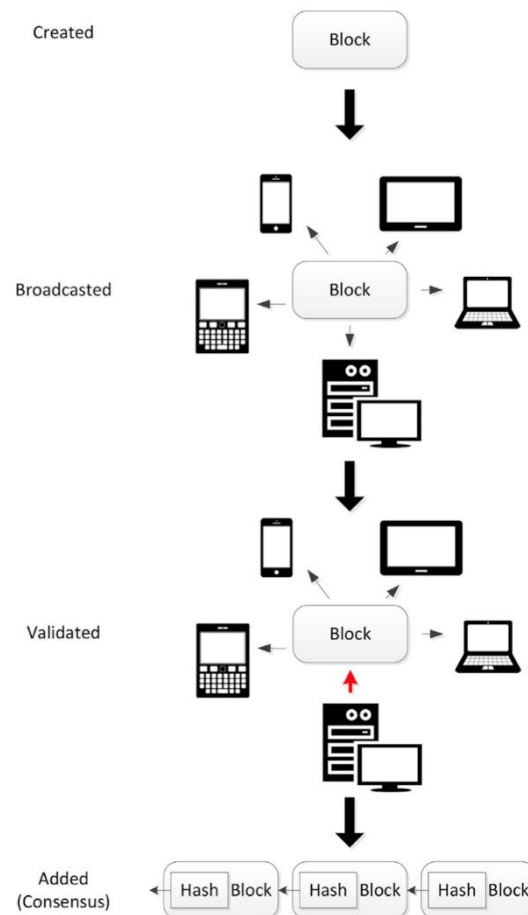 Created
Block
Broadcasted
Block
Validated
Block
Added
(Consensus)
Hash Block
Hash Block
Hash Block